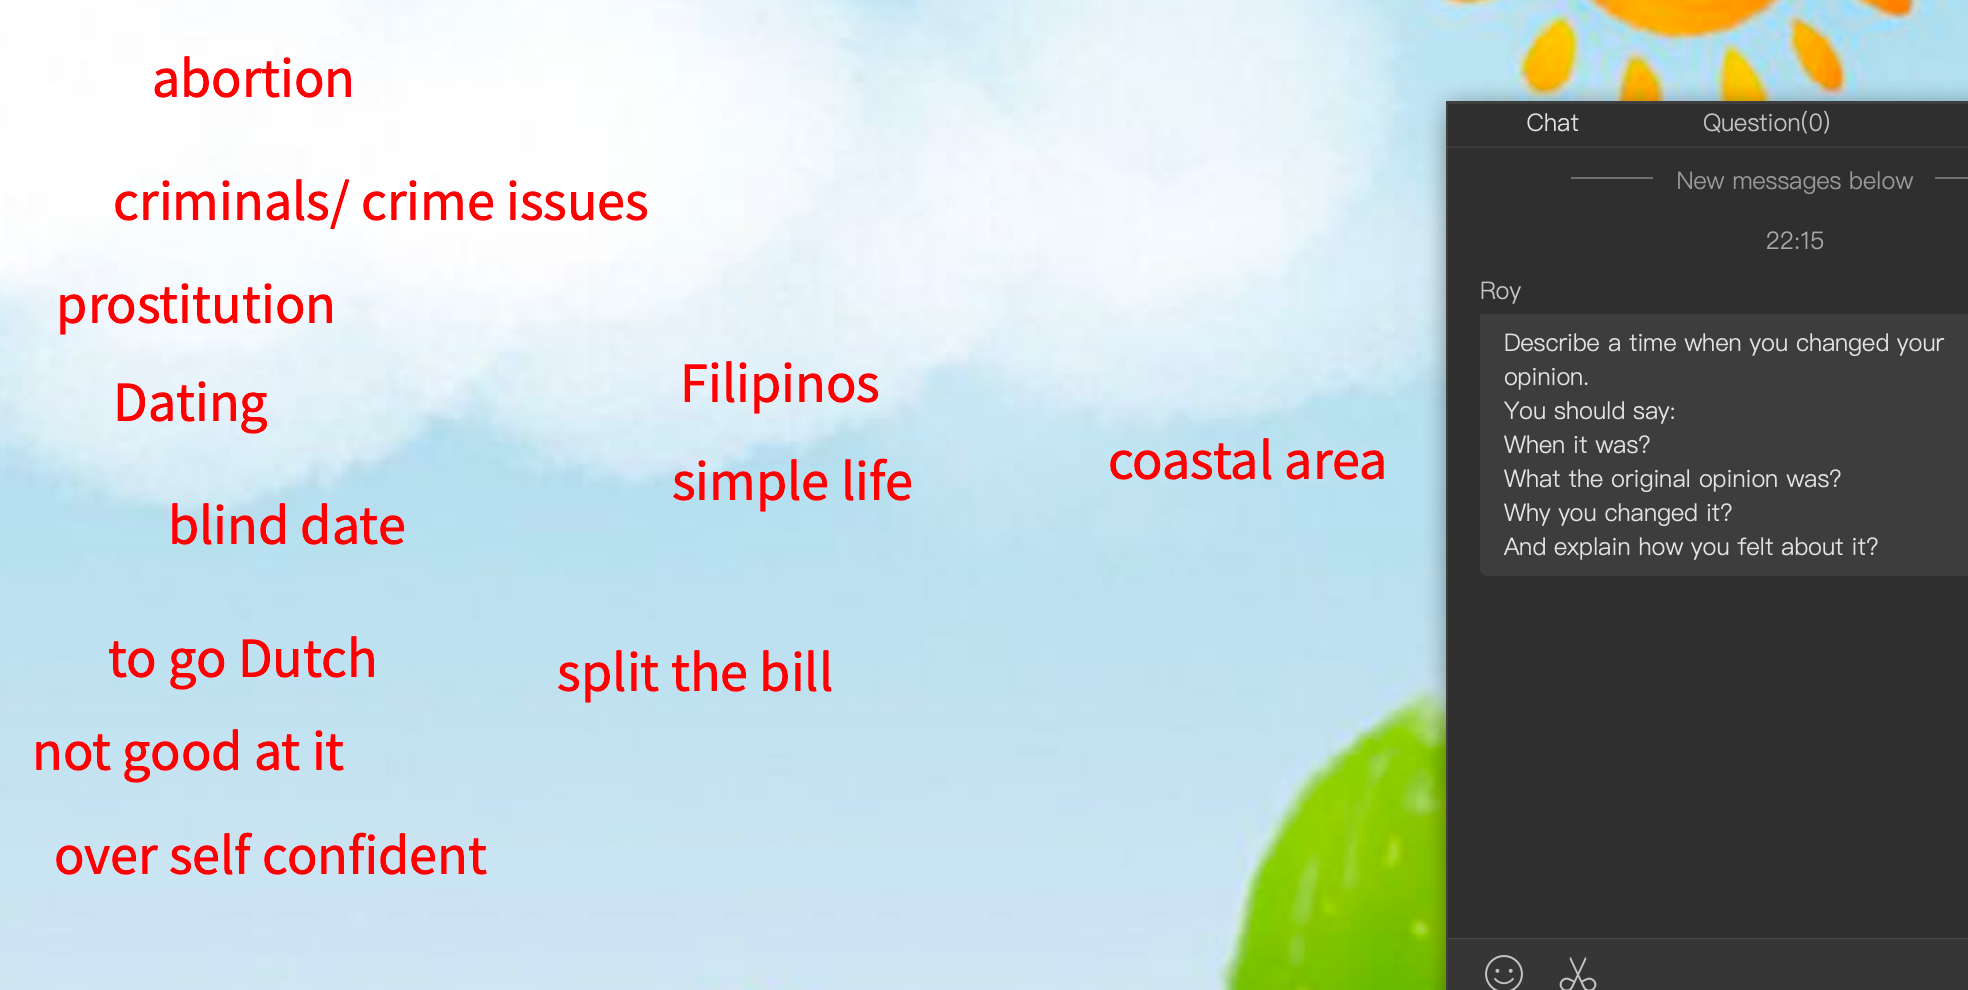 abortion
criminals/ crime issues
prostitution
Dating
blind date
Filipinos
simple life
coastal area
to go Dutch
split the bill
not good at it
over self confident
Chat
Question(0)
New messages below
22:15
Roy
Describe a time when you changed your
opinion.
You should say:
When it was?
What the original opinion was?
Why you changed it?
And explain how you felt about it?